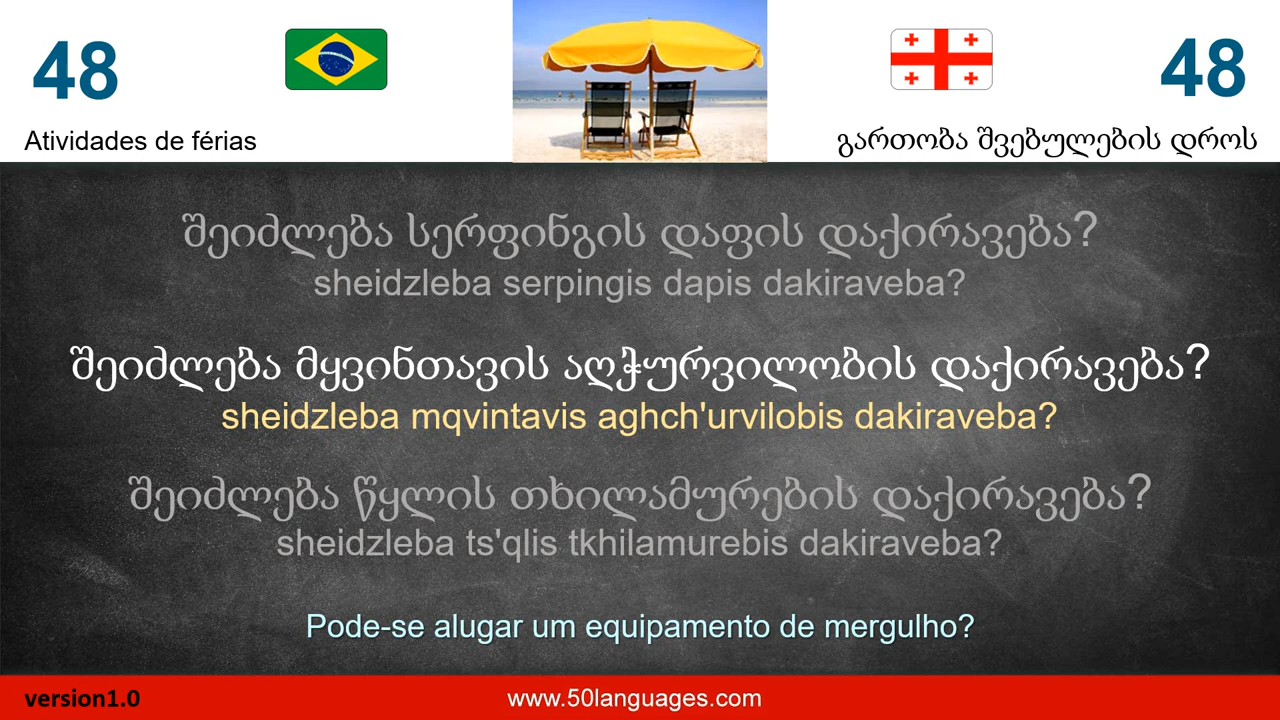 48
48
Atividades de férias
გართობა შვებულების დროს
შეიძლება სერფინგის დაფის დაქირავება?
sheidzleba serpingis dapis dakiraveba?
შეიძლება მყვინთავის აღჭურვილობის დაქირავება?
sheidzleba mqvintavis aghch'urvilobis dakiraveba?
შეიძლება წყლის თხილამურების დაქირავება?
sheidzleba ts'qlis tkhilamurebis dakiraveba?
Pode-se alugar um equipamento de mergulho?
version1.0
www.50languages.com